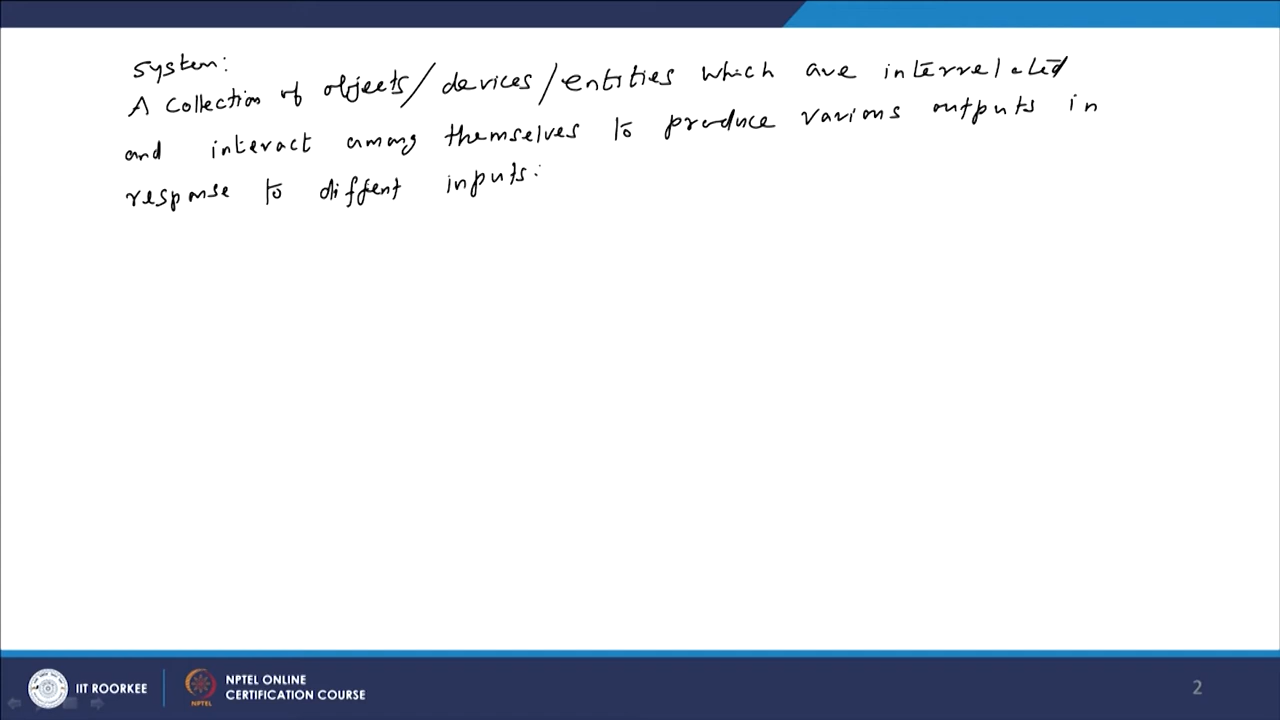 System:
A collection of objects/devices/entities which are interrelated
and interact among themselves to produce various outputs in
response to diffent inputs.
IIT ROORKEE
NPTEL ONLINE
CERTIFICATION COURSE
NPTEL
2